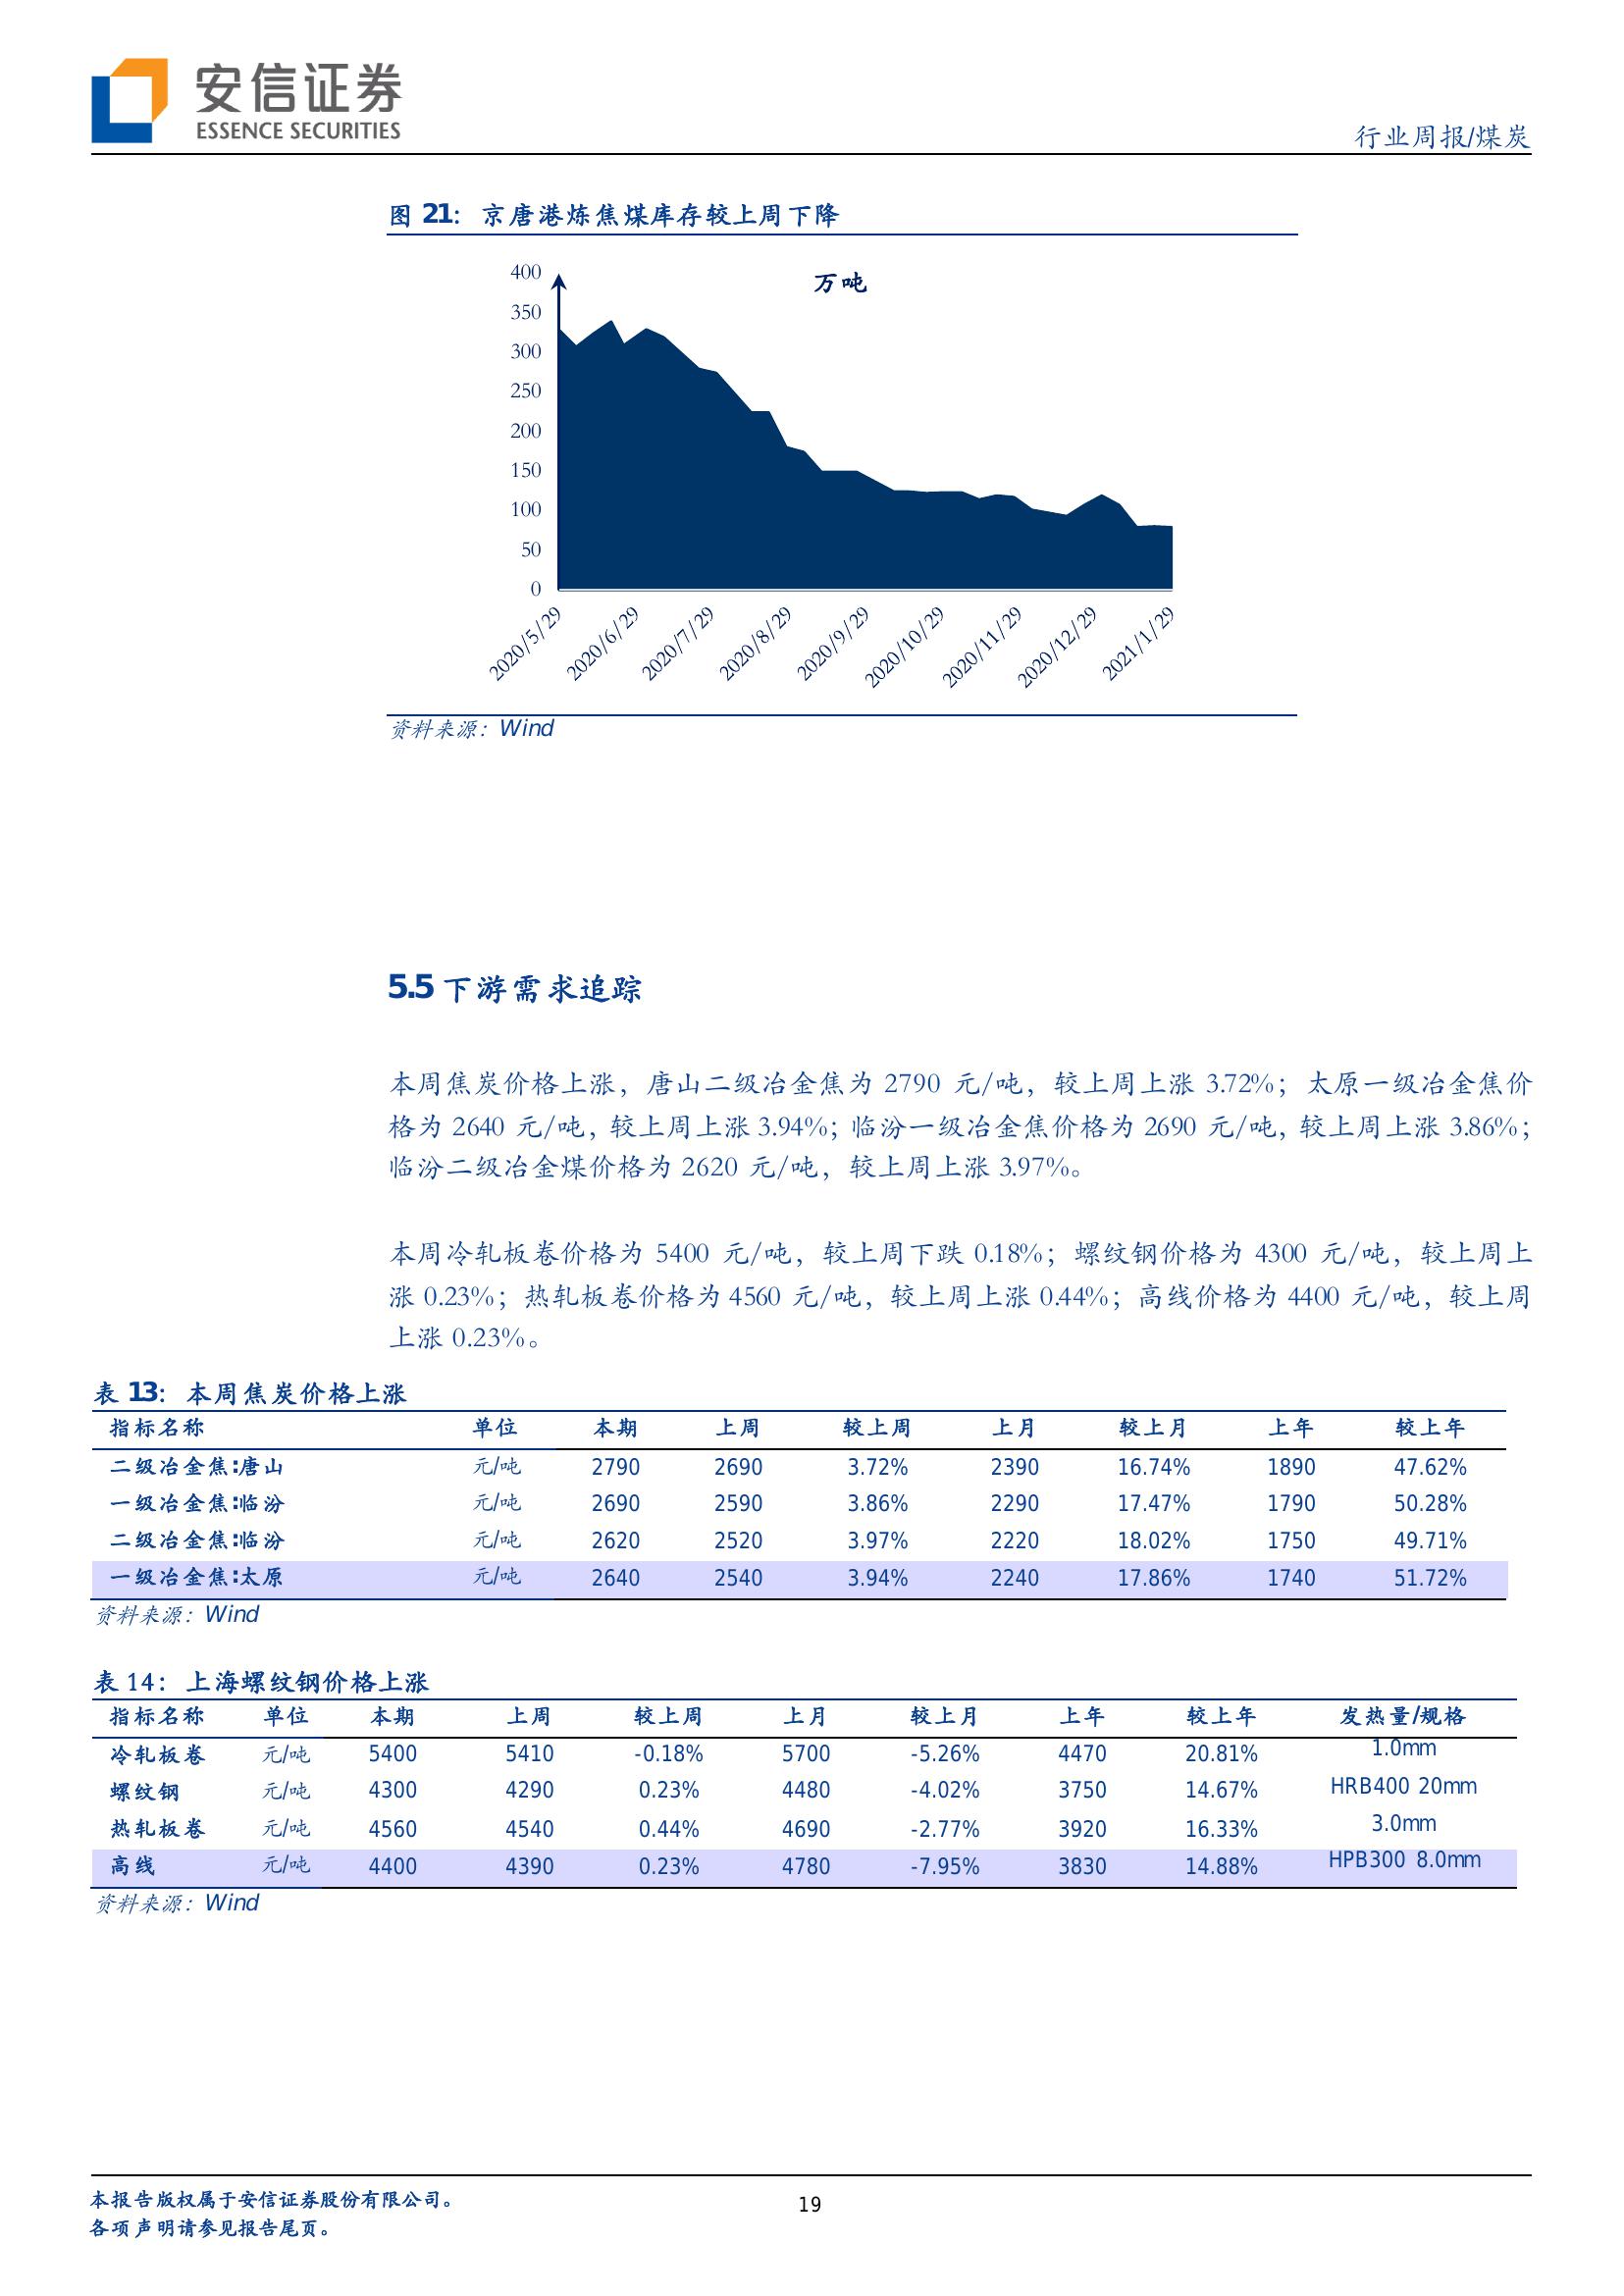 安信证券
ESSENCE SECURITIES
行业周报/煤炭
图 21：京唐港炼焦煤库存较上周下降
万吨
400
350
300
250
200
150
100
50
0
2020/5/29
2020/6/29
2020/7/29
2020/8/29
2020/9/29
2020/10/29
2020/11/29
2020/12/29
2021/1/29
资料来源：Wind
5.5 下游需求追踪
本周焦炭价格上涨，唐山二级冶金焦为 2790 元/吨，较上周上涨 3.72%；太原一级冶金焦价
格为 2640 元/吨，较上周上涨 3.94%；临汾一级冶金焦价格为 2690 元/吨，较上周上涨 3.86%；
临汾二级冶金煤价格为 2620 元/吨，较上周上涨 3.97%。
本周冷轧板卷价格为 5400 元/吨，较上周下跌 0.18%；螺纹钢价格为 4300 元/吨，较上周上
涨 0.23%；热轧板卷价格为 4560 元/吨，较上周上涨 0.44%；高线价格为 4400 元/吨，较上周
上涨 0.23%。
表 13：本周焦炭价格上涨
指标名称 单位 本期 上周 较上周 上月 较上月 上年 较上年
二级冶金焦:唐山 元/吨 2790 2690 3.72% 2390 16.74% 1890 47.62%
一级冶金焦:临汾 元/吨 2690 2590 3.86% 2290 17.47% 1790 50.28%
二级冶金焦:临汾 元/吨 2620 2520 3.97% 2220 18.02% 1750 49.71%
一级冶金焦:太原 元/吨 2640 2540 3.94% 2240 17.86% 1740 51.72%
资料来源：Wind
表 14：上海螺纹钢价格上涨
指标名称 单位 本期 上周 较上周 上月 较上月 上年 较上年 发热量/规格
冷轧板卷 元/吨 5400 5410 -0.18% 5700 -5.26% 4470 20.81% 1.0mm
螺纹钢 元/吨 4300 4290 0.23% 4480 -4.02% 3750 14.67% HRB400 20mm
热轧板卷 元/吨 4560 4540 0.44% 4690 -2.77% 3920 16.33% 3.0mm
高线 元/吨 4400 4390 0.23% 4780 -7.95% 3830 14.88% HPB300 8.0mm
资料来源：Wind
本报告版权属于安信证券股份有限公司。
各项声明请参见报告尾页。
19